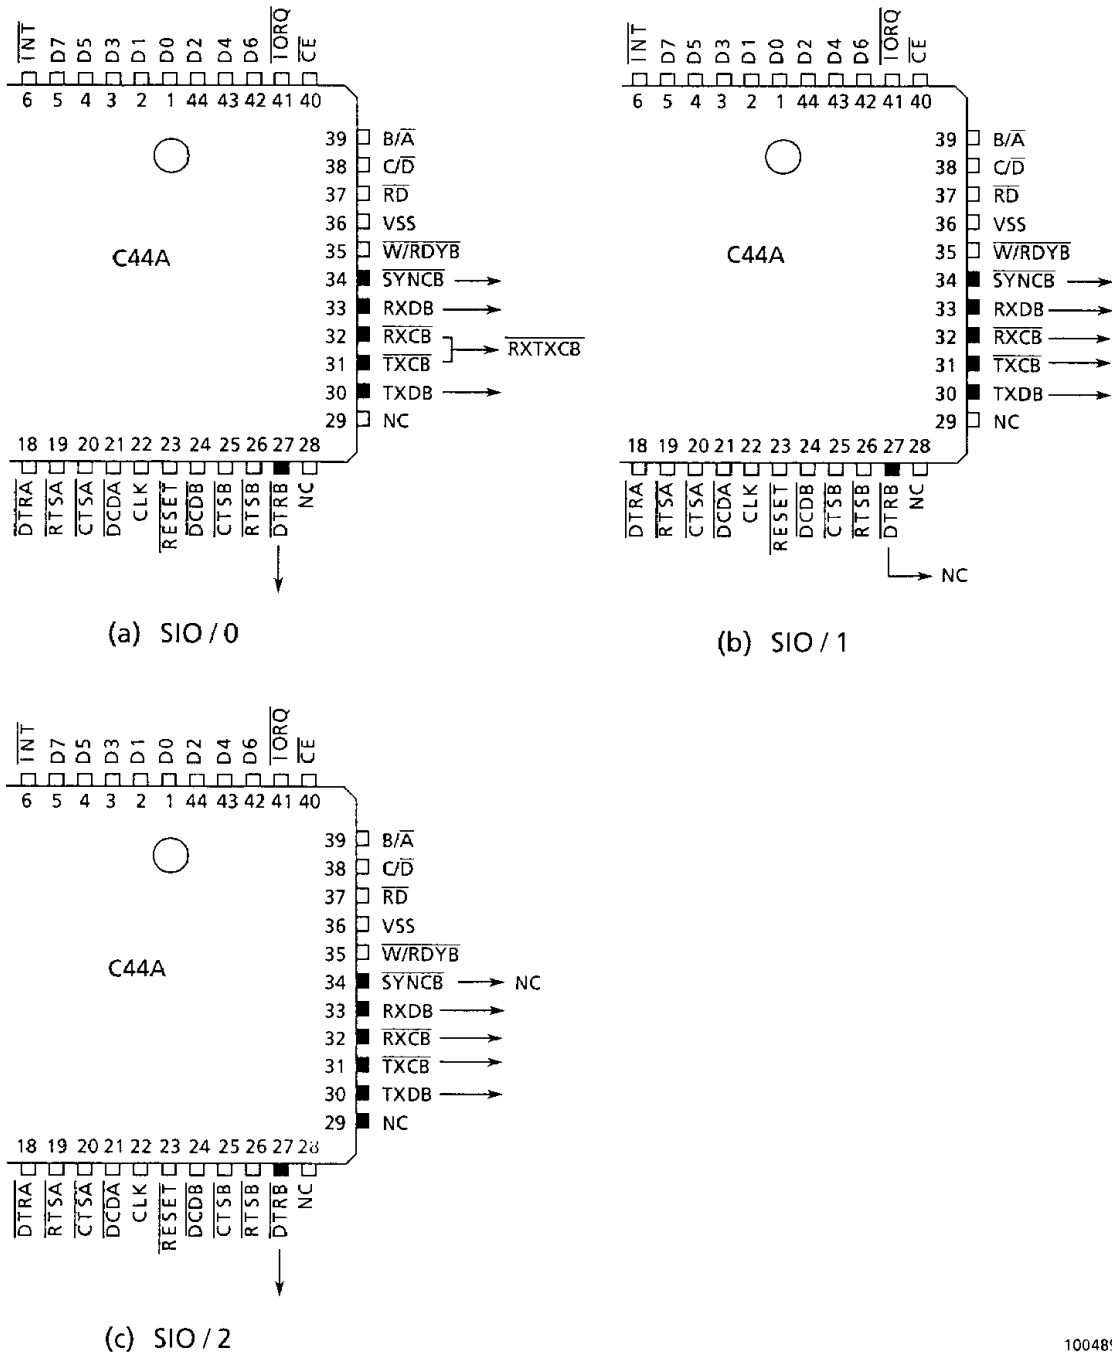 INT D7 D5 D3 D1 D0 D2 D4 D6 IORQ CE
6 5 4 3 2 1 44 43 42 41 40
39 B/A
38 C/D
37 RD
36 VSS
35 W/RDYB
C44A
34 SYNCB
33 RXDB
32 RXCB
RXTXCB
31 TXCB
30 TXDB
29 NC
18 19 20 21 22 23 24 25 26 27 28
DTRA RTSA CTSA DCDA CLK RESET DCDB CTSB RTSB DTRB NC
(a) SIO / 0
INT D7 D5 D3 D1 D0 D2 D4 D6 IORQ CE
6 5 4 3 2 1 44 43 42 41 40
39 B/A
38 C/D
37 RD
36 VSS
35 W/RDYB
C44A
34 SYNCB
33 RXDB
32 RXCB
31 TXCB
30 TXDB
29 NC
18 19 20 21 22 23 24 25 26 27 28
DTRA RTSA CTSA DCDA CLK RESET DCDB CTSB RTSB DTRB NC
NC
(b) SIO / 1
INT D7 D5 D3 D1 D0 D2 D4 D6 IORQ CE
6 5 4 3 2 1 44 43 42 41 40
39 B/A
38 C/D
37 RD
36 VSS
35 W/RDYB
C44A
34 SYNCB NC
33 RXDB
32 RXCB
31 TXCB
30 TXDB
29 NC
18 19 20 21 22 23 24 25 26 27 28
DTRA RTSA CTSA DCDA CLK RESET DCDB CTSB RTSB DTRB NC
(c) SIO / 2
100489